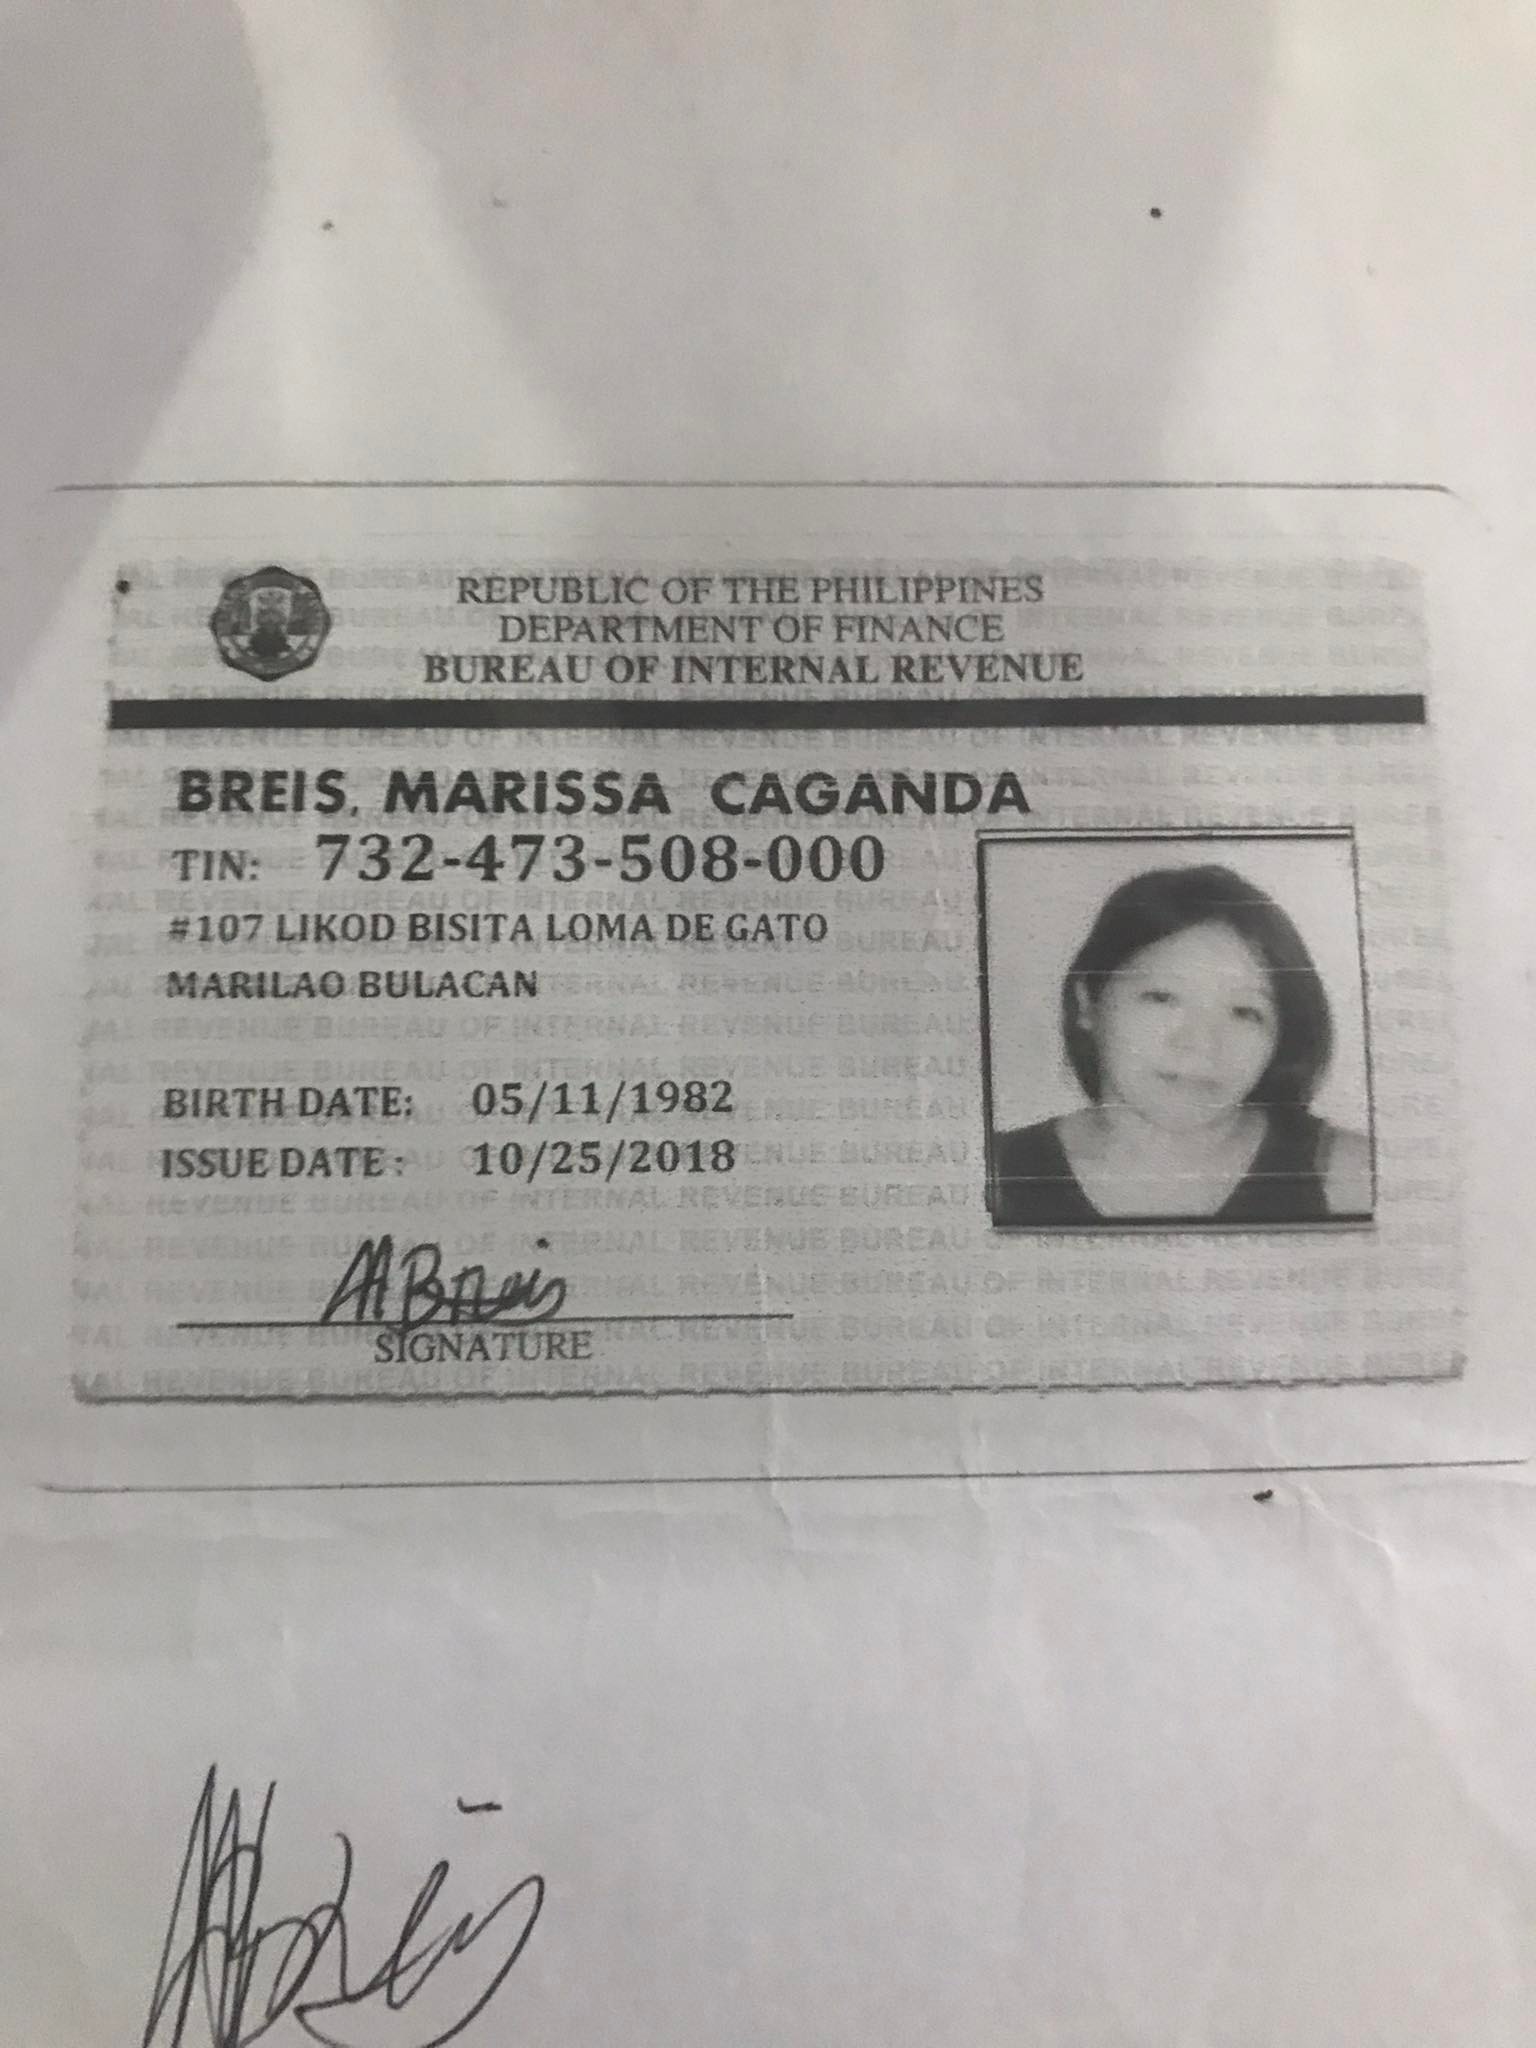 REPUBLIC OF THE PHILIPPINES
DEPARTMENT OF FINANCE
BUREAU OF INTERNAL REVENUE
BREIS, MARISSA CAGANDA
TIN: 732-473-508-000
#107 LIKOD BISITA LOMA DE GATO
MARILAO BULACAN
BIRTH DATE: 05/11/1982
ISSUE DATE : 10/25/2018
MBreis
SIGNATURE